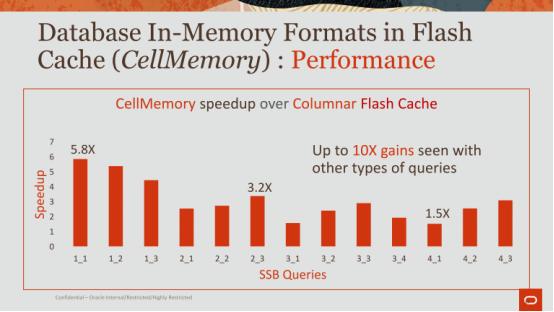 Database In-Memory Formats in Flash
Cache (CellMemory) : Performance
CellMemory speedup over Columnar Flash Cache
7
6
5
4
3
2
1
0
Speedup
5.8X
3.2X
1.5X
Up to 10X gains seen with
other types of queries
1_1 1_2 1_3 2_1 2_2 2_3 3_1 3_2 3_3 3_4 4_1 4_2 4_3
SSB Queries
Confidential – Oracle Internal/Restricted/Highly Restricted